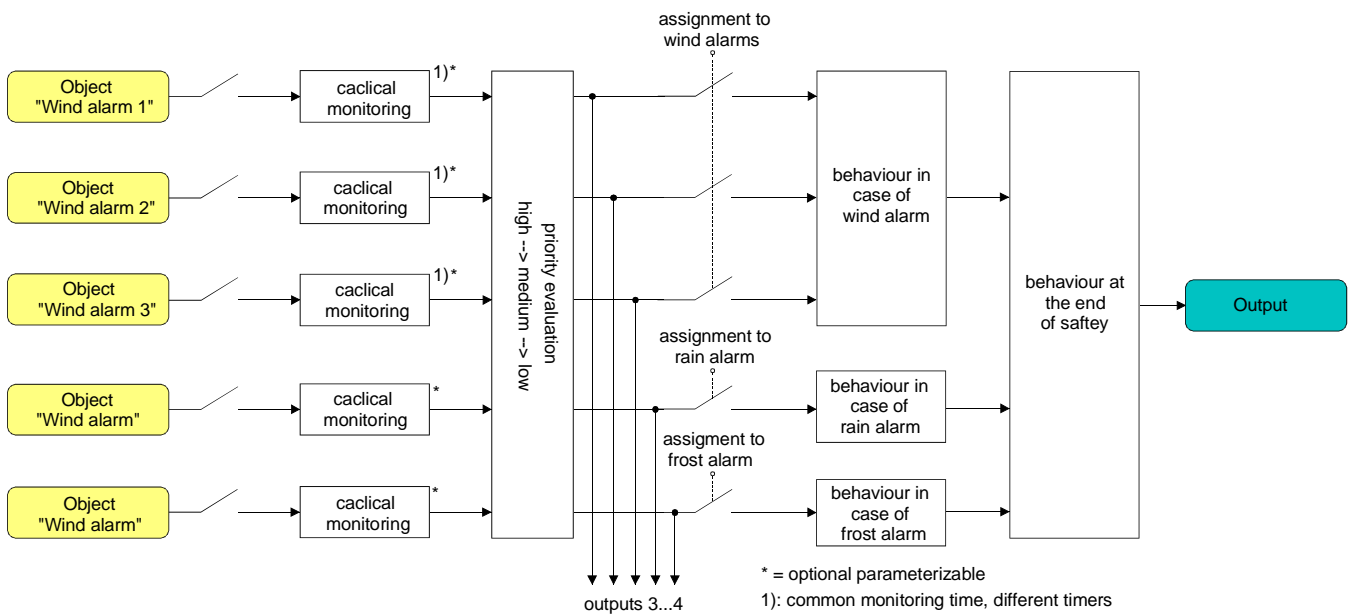 assignment to
wind alarms
Object
"Wind alarm 1"
caclical
monitoring
1)*
Object
"Wind alarm 2"
caclical
monitoring
1)*
Object
"Wind alarm 3"
caclical
monitoring
1)*
Object
"Wind alarm"
caclical
monitoring
*
Object
"Wind alarm"
caclical
monitoring
*
priority evaluation
high --> medium --> low
assignment to
rain alarm
assigment to
frost alarm
behaviour in
case of
wind alarm
behaviour in
case of
rain alarm
behaviour in
case of
frost alarm
behaviour at
the end
of saftey
Output
outputs 3...4
* = optional parameterizable
1): common monitoring time, different timers